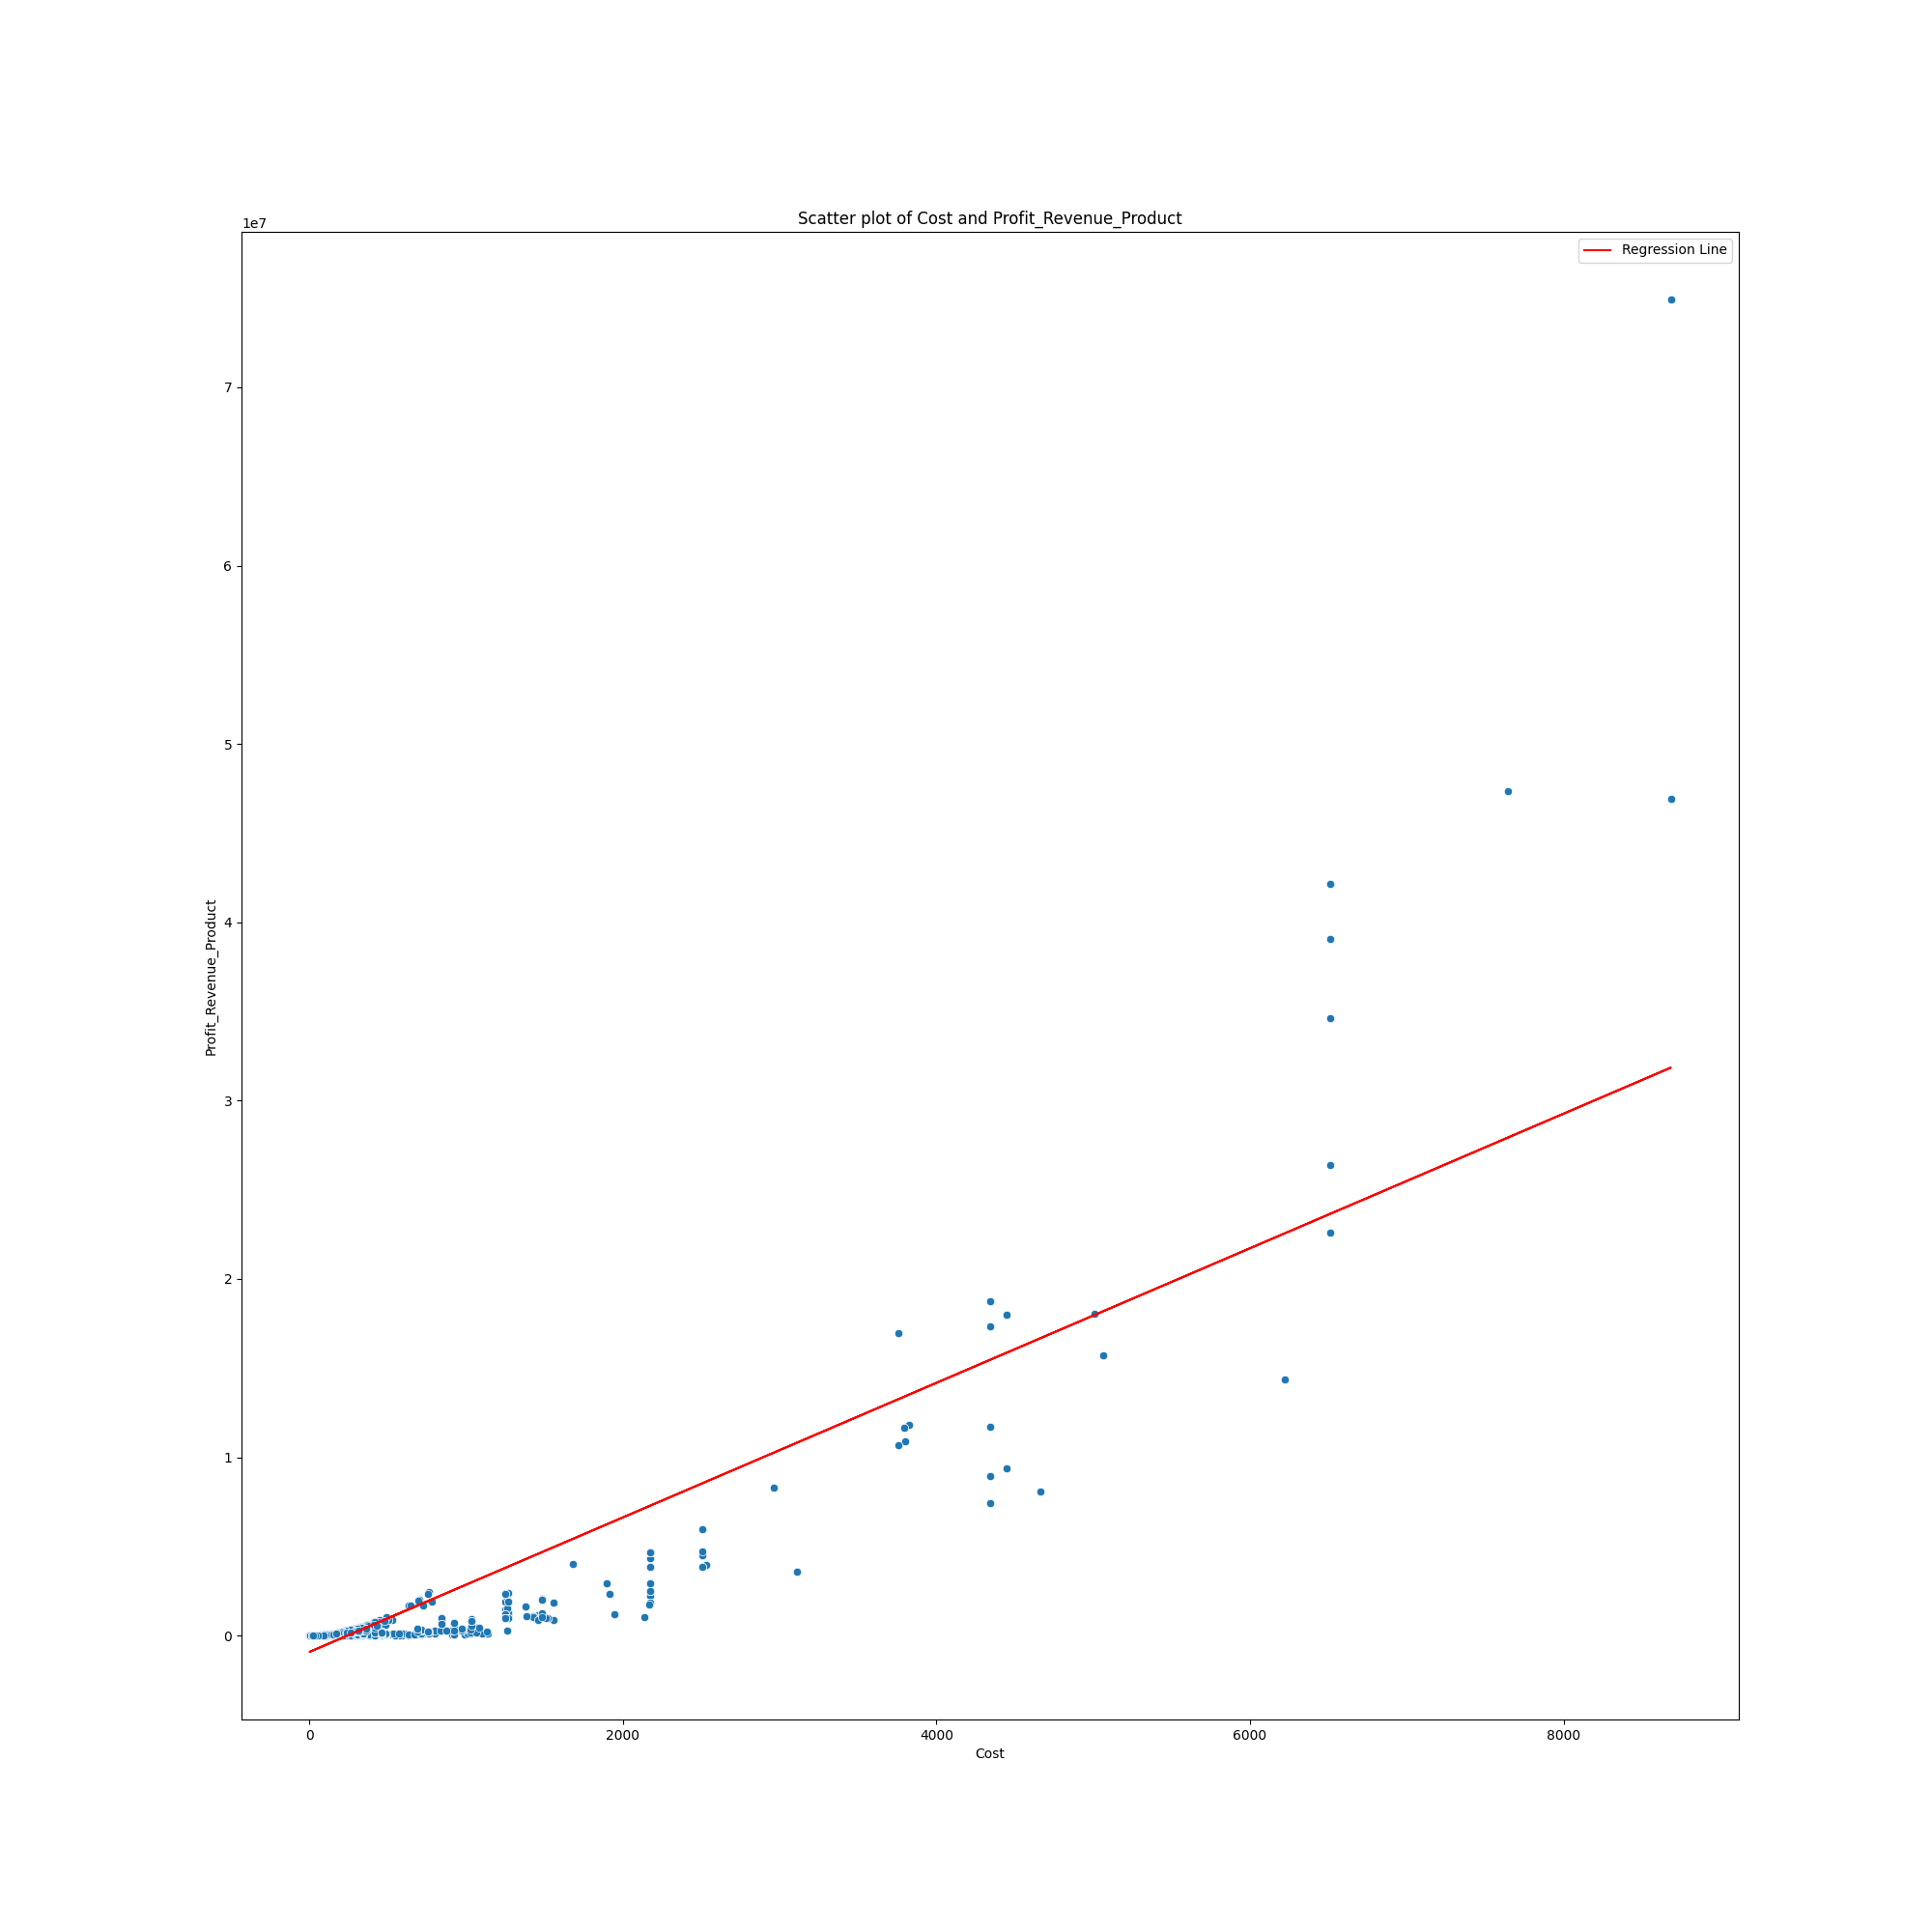 Scatter plot of Cost and Profit_Revenue_Product
1e7
Regression Line
7
6
5
4
3
2
1
0
Profit_Revenue_Product
0 2000 4000 6000 8000
Cost